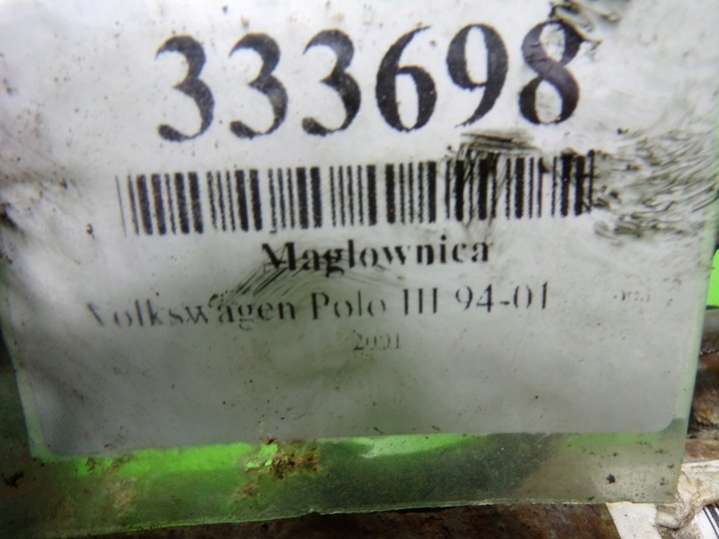 333698
Maglownica
Volkswagen Polo III 94-01
2001